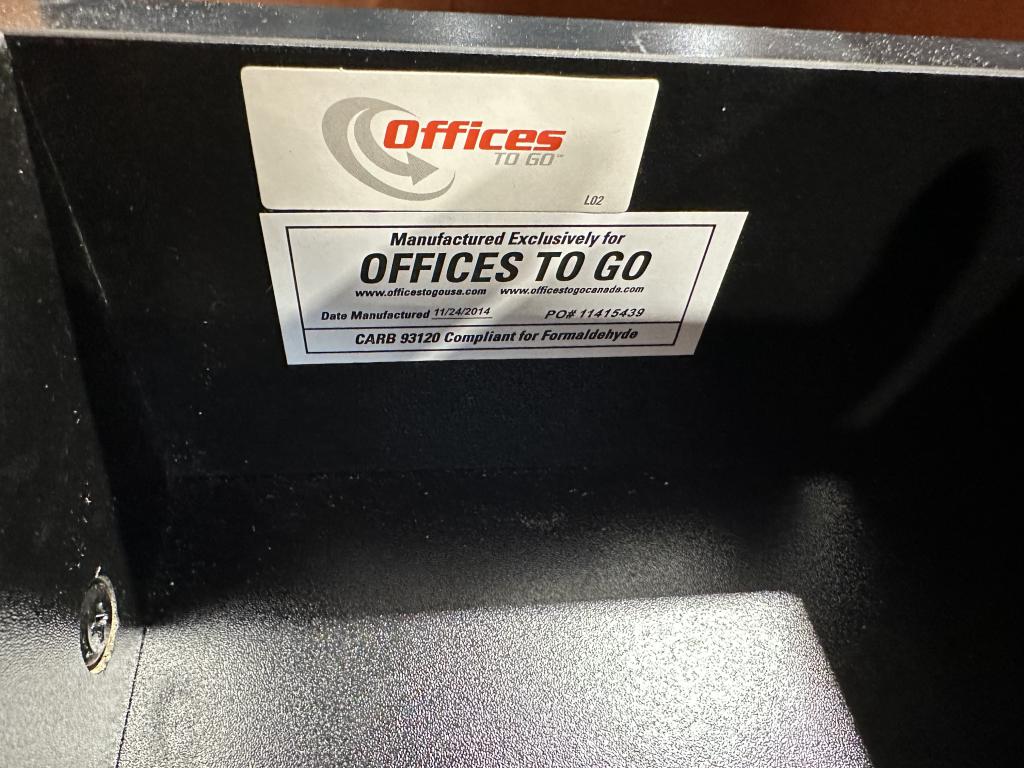 Offices
TO GO™
L02
Manufactured Exclusively for
OFFICES TO GO
www.officestogousa.com www.officestogocanada.com
Date Manufactured 11/24/2014 PO# 11415439
CARB 93120 Compliant for Formaldehyde